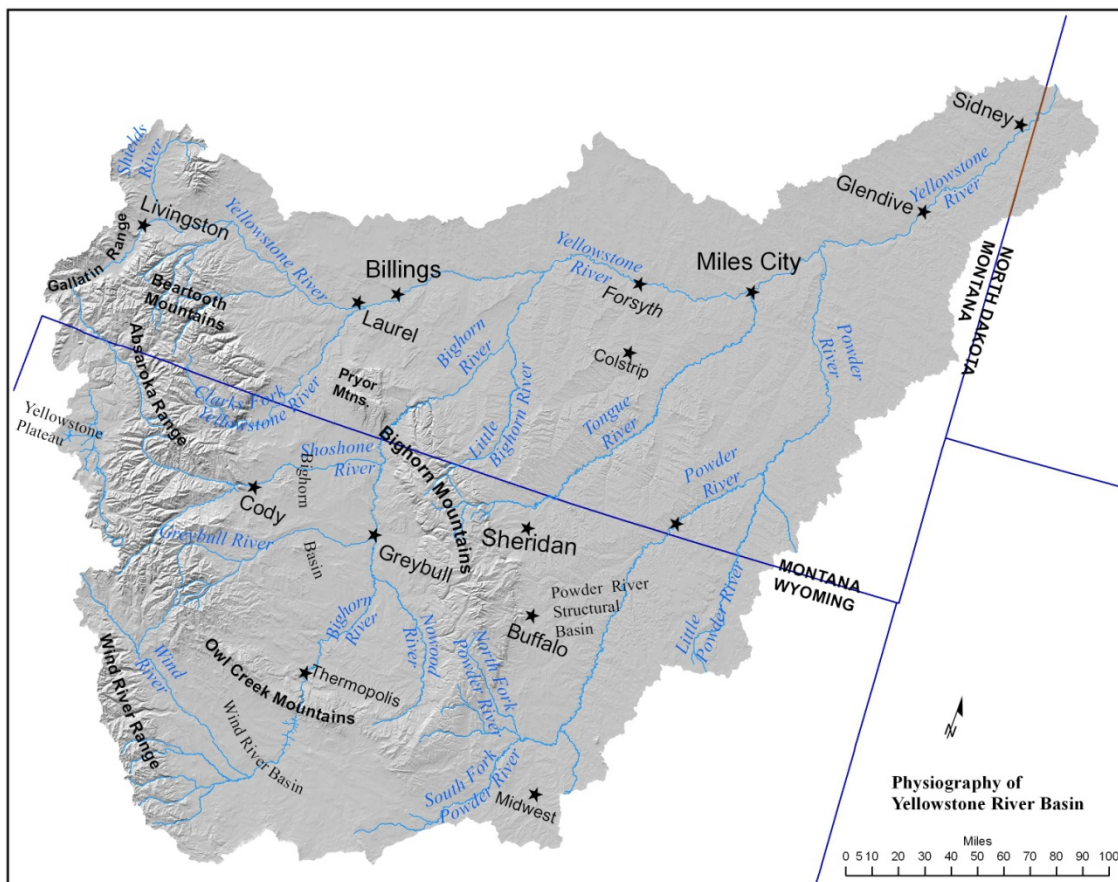 Sidney
Yellowstone
River
Glendive
Shields
River
Livingston
Gallatin Range
Yellowstone River
Billings
Yellowstone
River
Miles City
Forsyth
Beartooth
Mountains
Laurel
MONTANA
NORTH DAKOTA
Absaroka Range
Bighorn
River
Colstrip
Powder
River
Pryor
Mtns.
Clarks Fork
Yellowstone River
Little
Bighorn River
Tongue
River
Yellowstone
Plateau
Shoshone
River
Bighorn
Basin
Bighorn Mountains
Powder
River
Cody
Greybull River
Greybull
Sheridan
MONTANA
WYOMING
Powder River
Structural
Basin
Buffalo
Little
Powder River
Bighorn
River
Nowood
River
North Fork
Powder River
Wind
River
Owl Creek Mountains
Thermopolis
Wind River Range
Wind River Basin
South Fork
Powder River
Midwest
N
Physiography of
Yellowstone River Basin
Miles
0 5 10 20 30 40 50 60 70 80 90 100